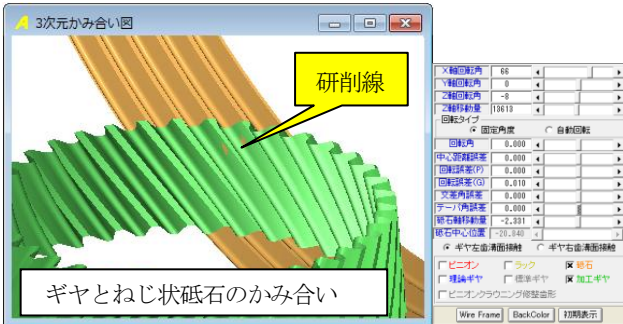 3次元かみ合い図
研削線
ギヤとねじ状砥石のかみ合い
X軸回転角 66
Y軸回転角 0
Z軸回転角 -8
Z軸移動量 13613
回転タイプ
固定角度 自動回転
回転角 0.000
中心距離誤差 0.000
回転誤差(P) 0.000
回転誤差(G) 0.010
交差角誤差 0.000
テーパ角誤差 0.000
砥石軸移動量 -2.331
砥石中心位置 -20.840
ギヤ左歯溝面接触 ギヤ右歯溝面接触
ピニオン ラック 砥石
理論ギヤ 標準ギヤ 加工ギヤ
ピニオンクラウニング修整歯形
Wire Frame BackColor 初期表示